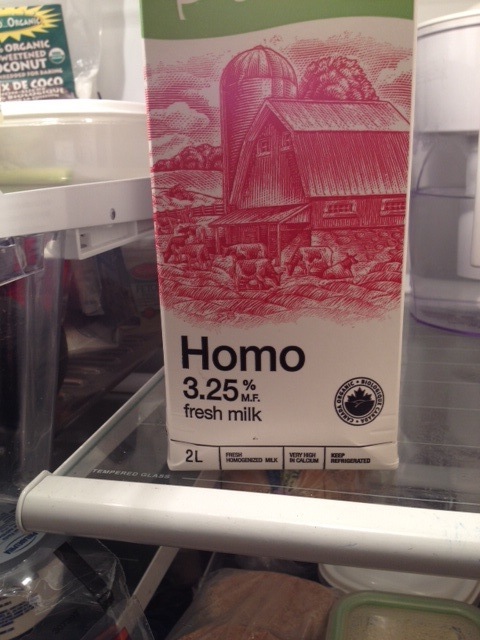 ORGANIC
COCONUT
DE COCO
Homo
3.25%
M.F.
fresh milk
CANADA ORGANIC • BIOLOGIQUE CANADA •
2L
FRESH
HOMOGENIZED MILK
VERY HIGH
IN CALCIUM
KEEP
REFRIGERATED
TEMPERED GLASS